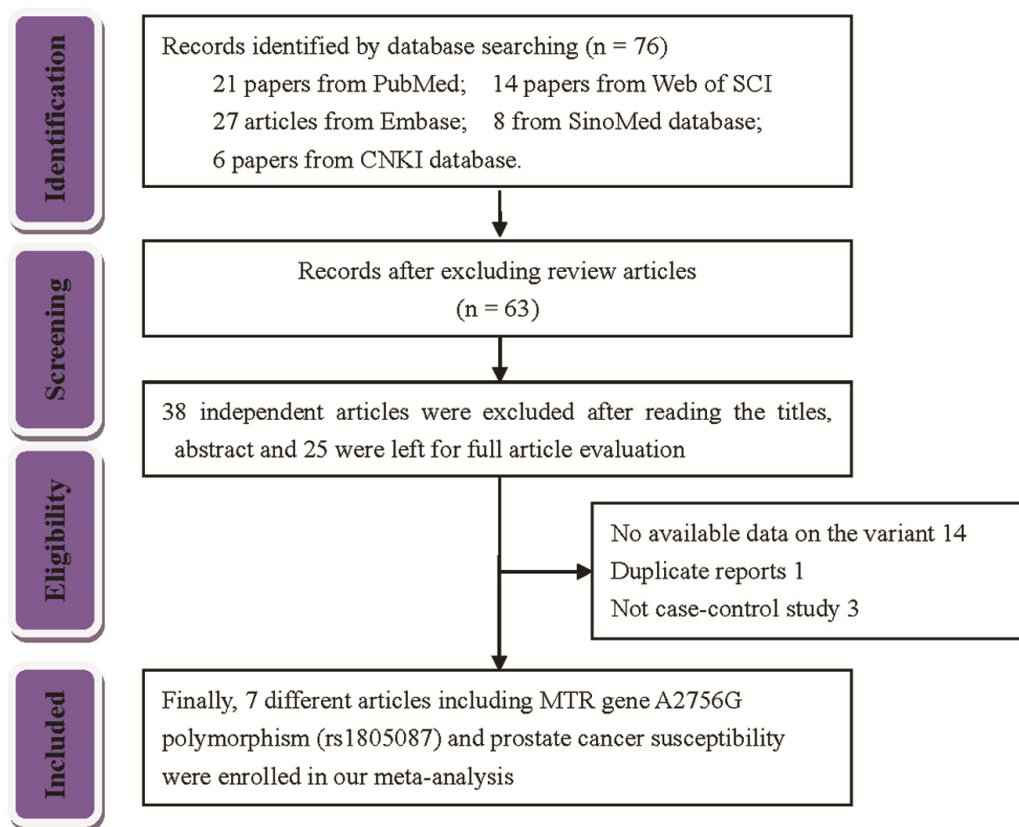 Identification
Records identified by database searching (n = 76)
21 papers from PubMed; 14 papers from Web of SCI
27 articles from Embase; 8 from SinoMed database;
6 papers from CNKI database.
Screening
Records after excluding review articles
(n = 63)
38 independent articles were excluded after reading the titles,
abstract and 25 were left for full article evaluation
Eligibility
No available data on the variant 14
Duplicate reports 1
Not case-control study 3
Included
Finally, 7 different articles including MTR gene A2756G
polymorphism (rs1805087) and prostate cancer susceptibility
were enrolled in our meta-analysis